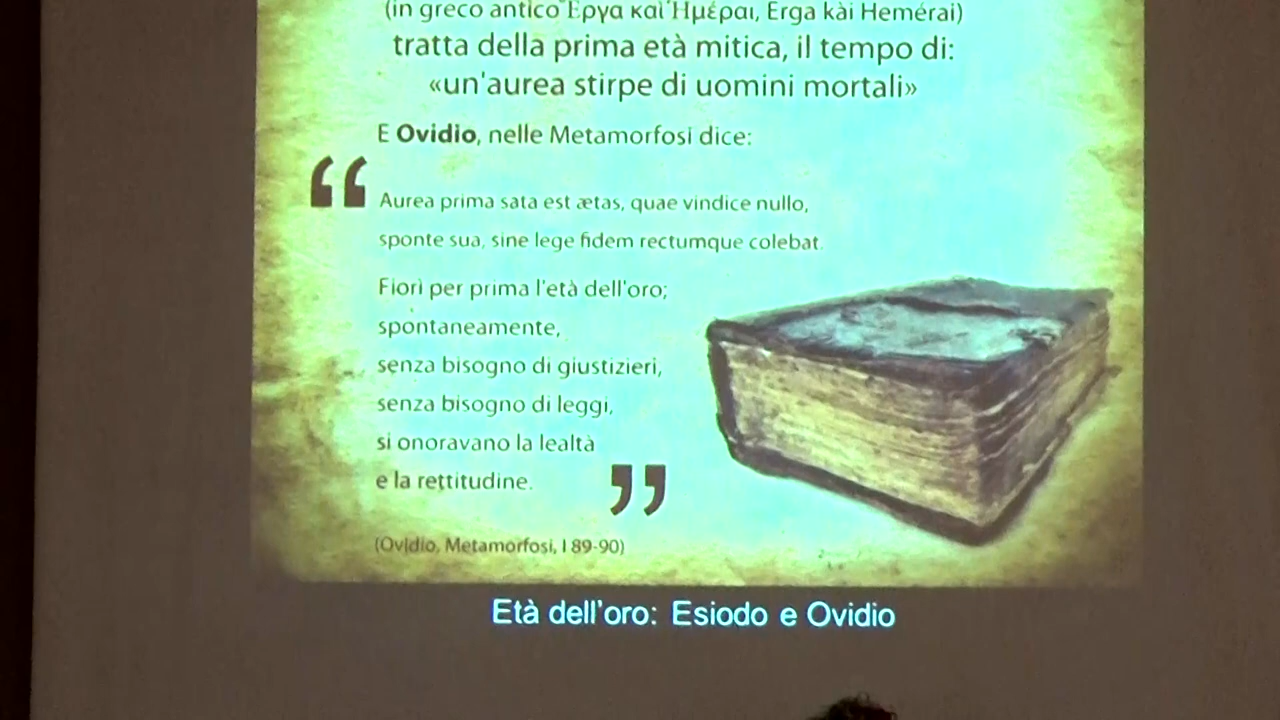 (in greco antico Ἔργα καὶ Ἡμέραι, Erga kài Hemérai)
tratta della prima età mitica, il tempo di:
«un'aurea stirpe di uomini mortali»
E Ovidio, nelle Metamorfosi dice:
“
Aurea prima sata est ætas, quae vindice nullo,
sponte sua, sine lege fidem rectumque colebat.
Fiorì per prima l'età dell'oro;
spontaneamente,
senza bisogno di giustizieri,
senza bisogno di leggi,
si onoravano la lealtà
e la rettitudine.
”
(Ovidio, Metamorfosi, I 89-90)
Età dell'oro: Esiodo e Ovidio